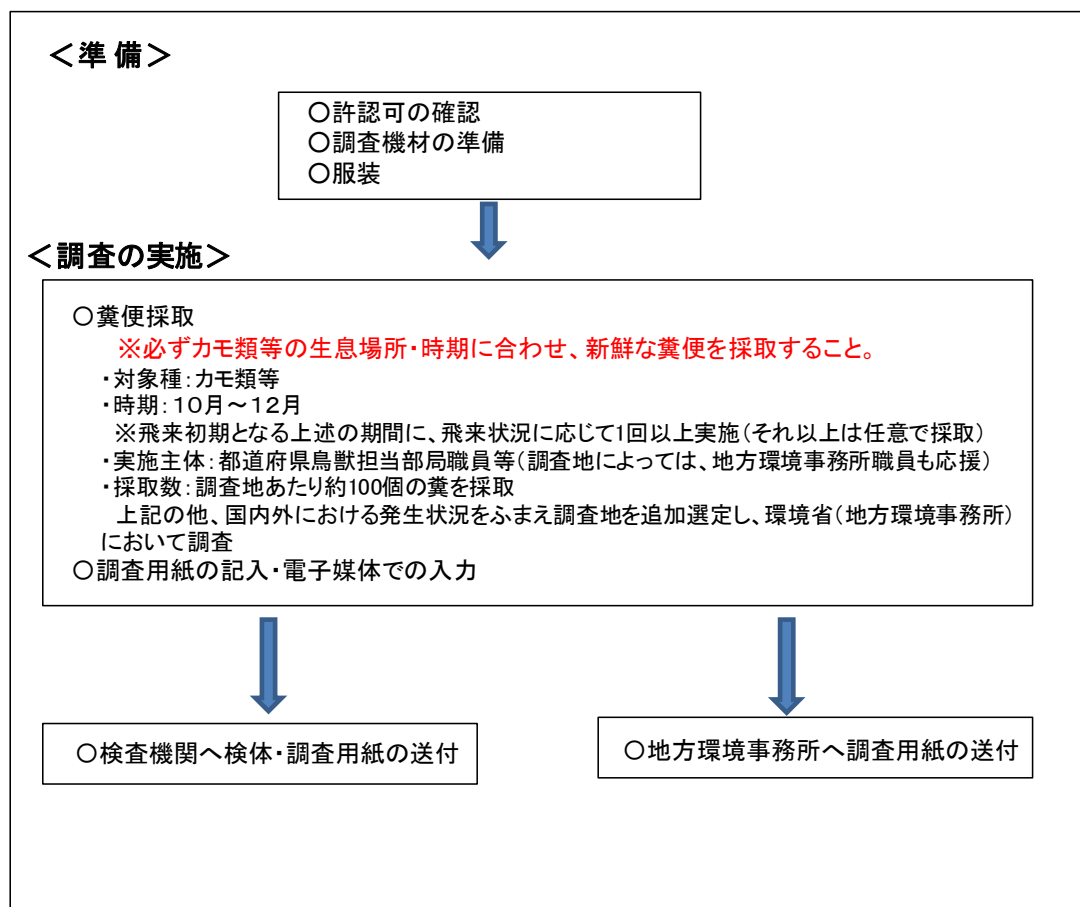 ＜準 備＞
○許認可の確認
○調査機材の準備
○服装
＜調査の実施＞
○糞便採取
※必ずカモ類等の生息場所・時期に合わせ、新鮮な糞便を採取すること。
・対象種：カモ類等
・時期：１０月～１２月
※飛来初期となる上述の期間に、飛来状況に応じて1回以上実施（それ以上は任意で採取）
・実施主体：都道府県鳥獣担当部局職員等（調査地によっては、地方環境事務所職員も応援）
・採取数：調査地あたり約100個の糞を採取
上記の他、国内外における発生状況をふまえ調査地を追加選定し、環境省（地方環境事務所）
において調査
○調査用紙の記入・電子媒体での入力
○検査機関へ検体・調査用紙の送付
○地方環境事務所へ調査用紙の送付